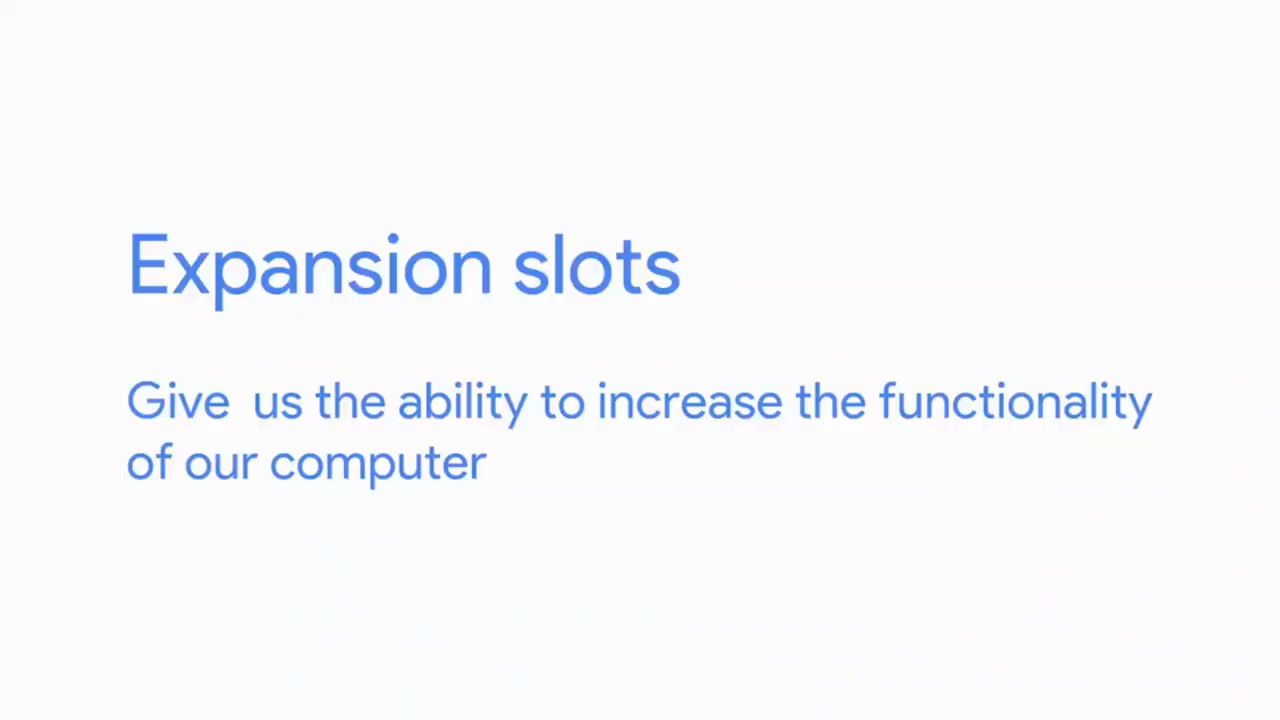 Expansion slots
Give  us the ability to increase the functionality
of our computer